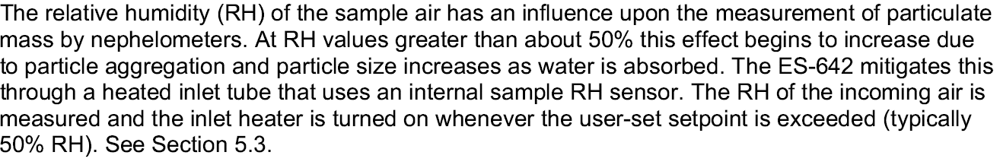 The relative humidity (RH) of the sample air has an influence upon the measurement of particulate
mass by nephelometers. At RH values greater than about 50% this effect begins to increase due
to particle aggregation and particle size increases as water is absorbed. The ES-642 mitigates this
through a heated inlet tube that uses an internal sample RH sensor. The RH of the incoming air is
measured and the inlet heater is turned on whenever the user-set setpoint is exceeded (typically
50% RH). See Section 5.3.